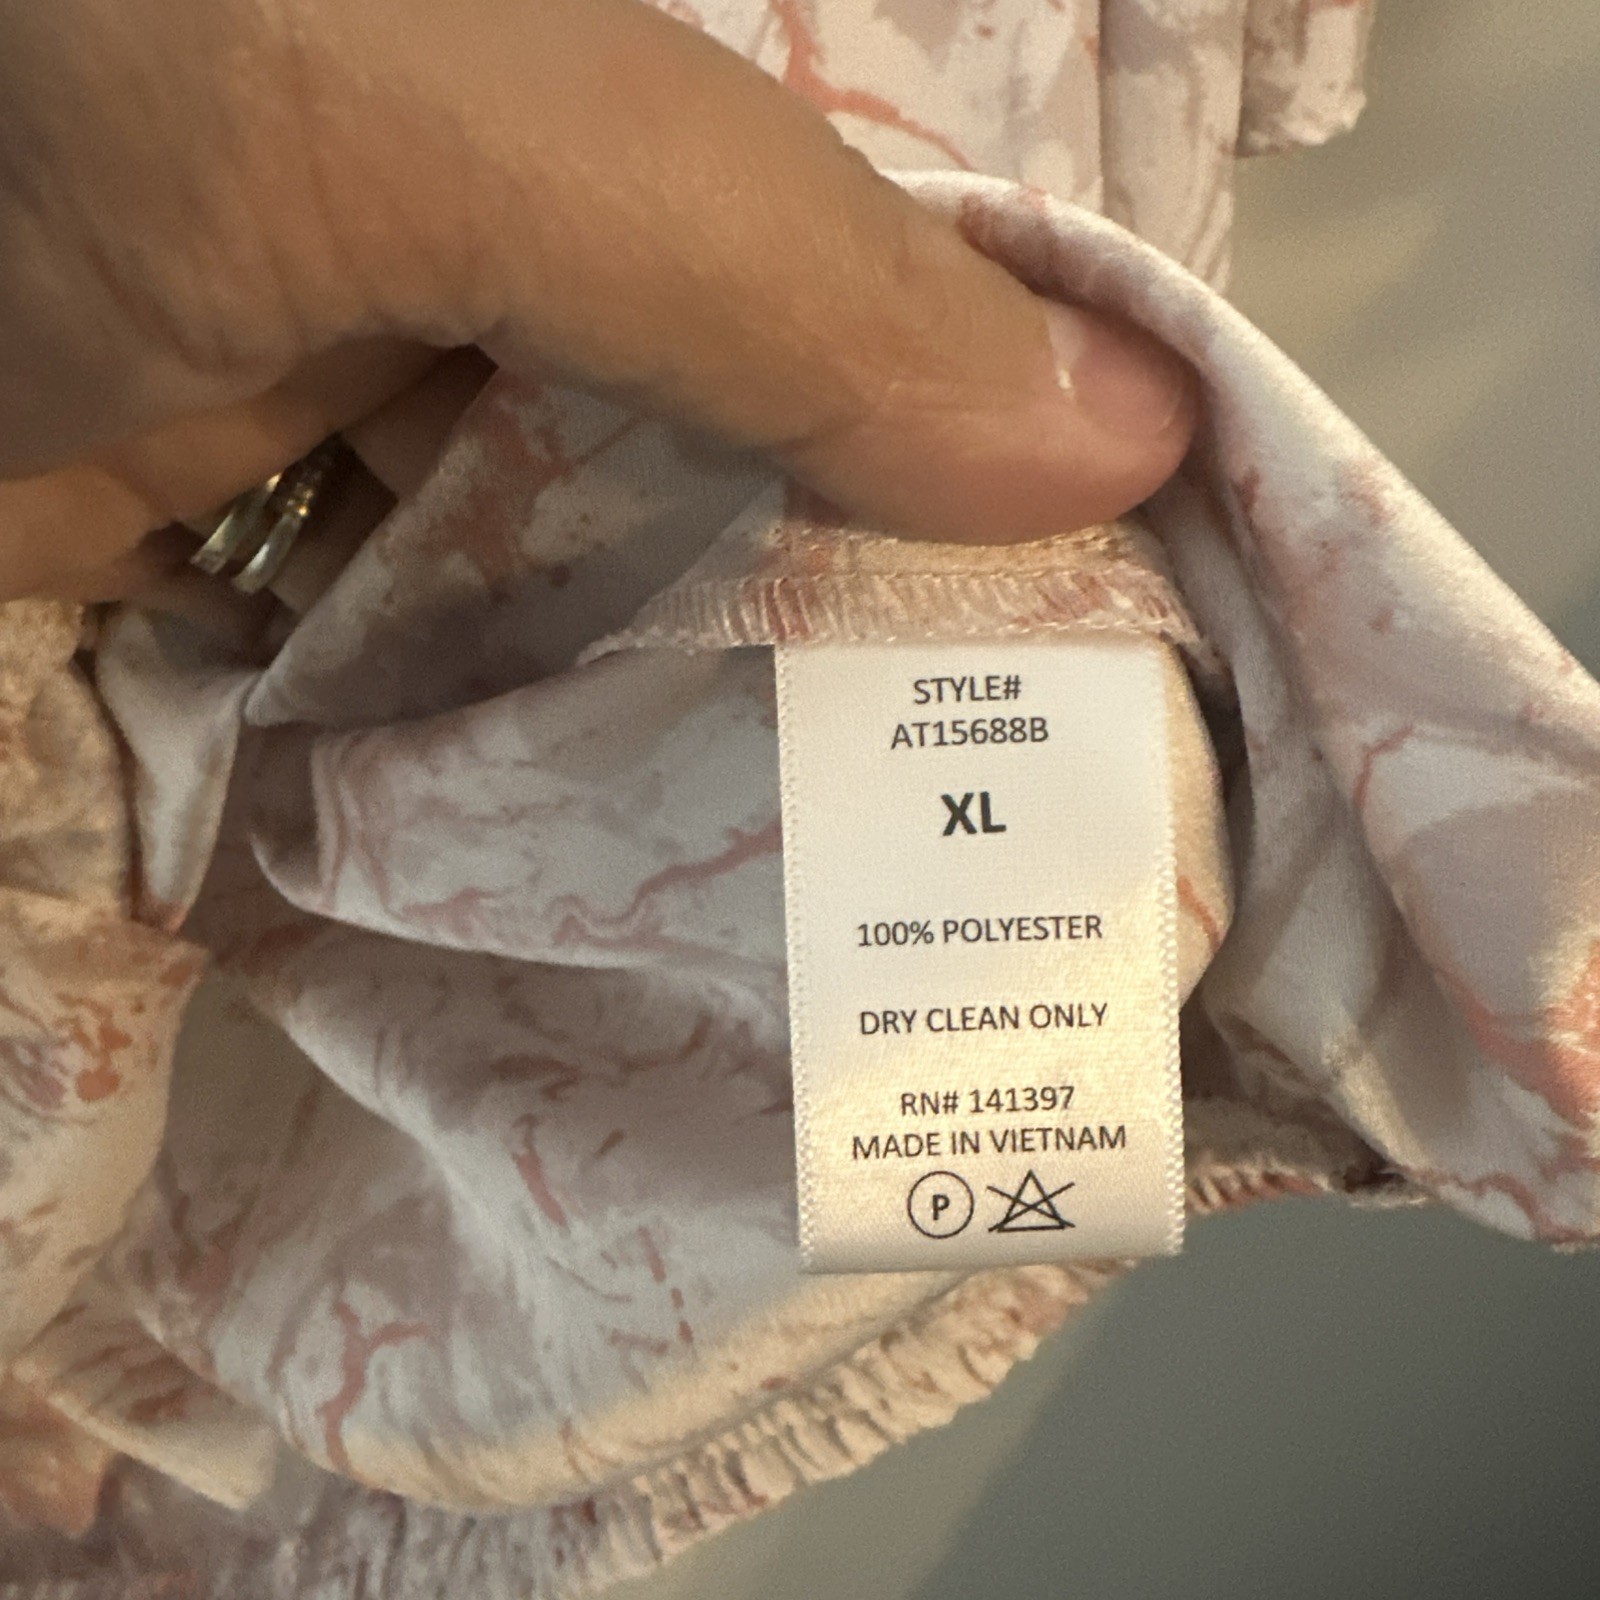 STYLE#
AT15688B
XL
100% POLYESTER
DRY CLEAN ONLY
RN# 141397
MADE IN VIETNAM
P